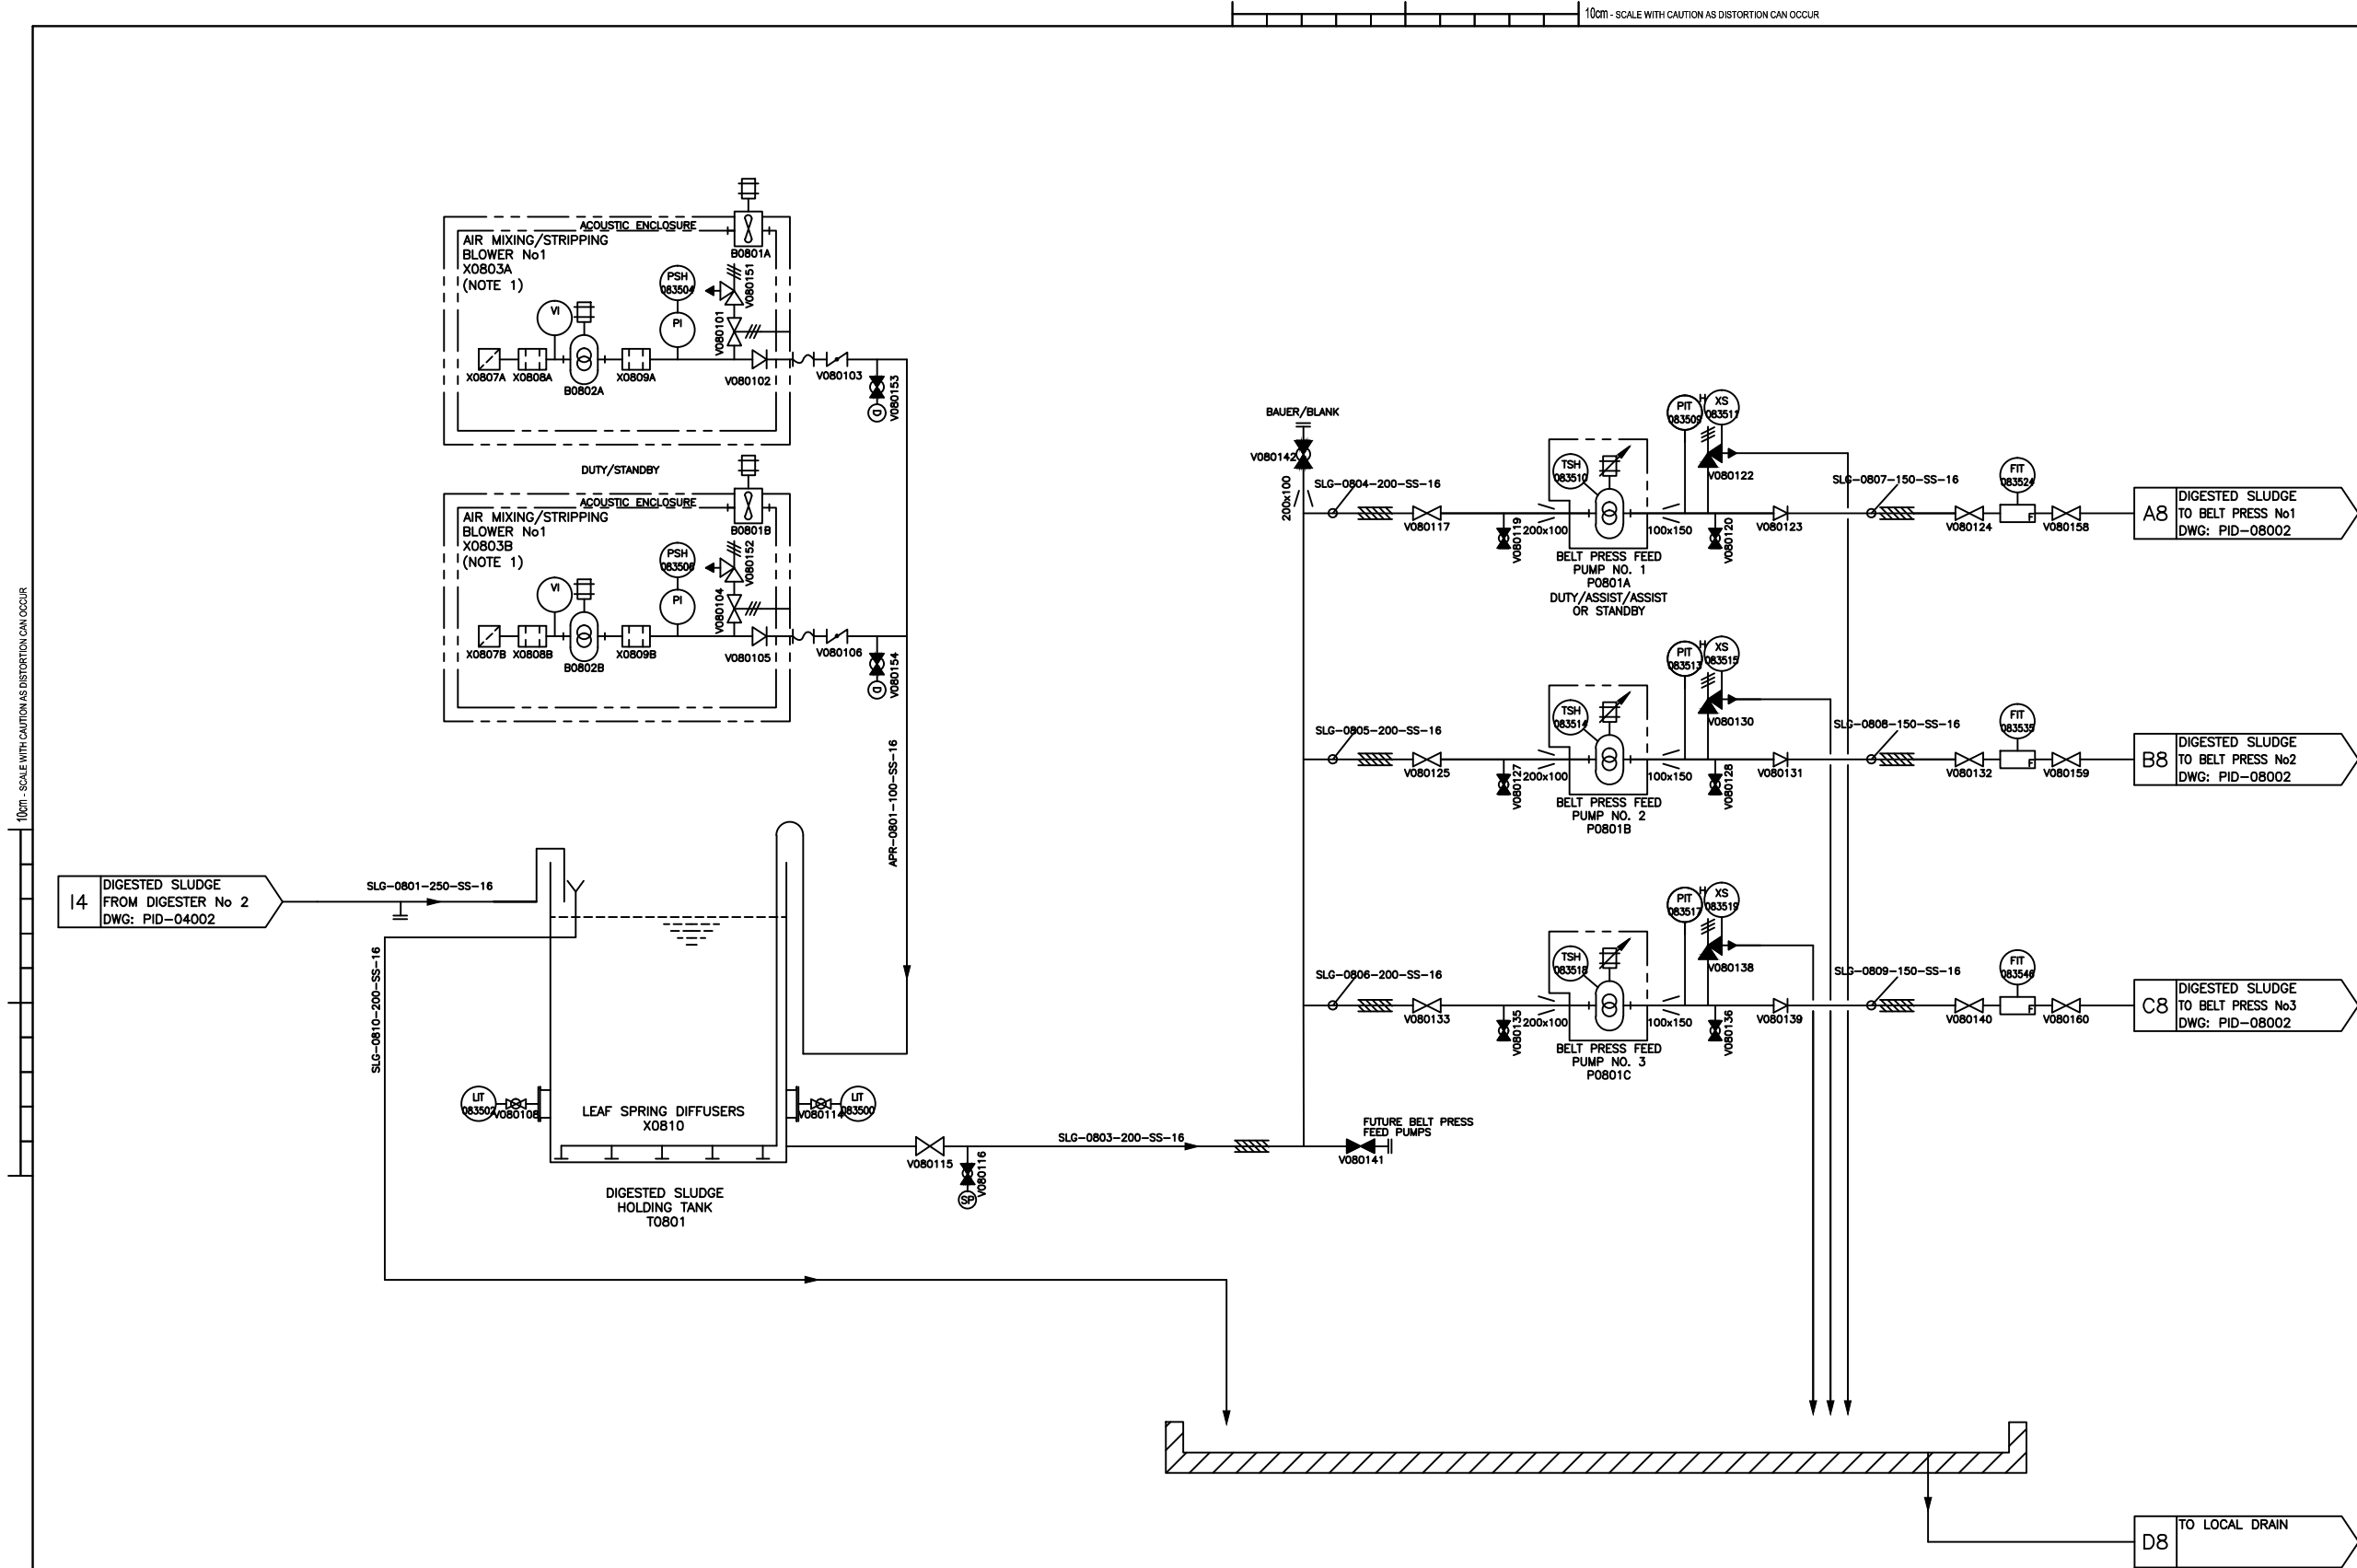 10cm - SCALE WITH CAUTION AS DISTORTION CAN OCCUR
10cm - SCALE WITH CAUTION AS DISTORTION CAN OCCUR
ACOUSTIC ENCLOSURE
AIR MIXING/STRIPPING
BLOWER No1
X0803A
(NOTE 1)
B0801A
PSH
083504
V080151
VI
PI
V080101
X0807A
X0808A
B0802A
X0809A
V080102
V080103
V080153
D
DUTY/STANDBY
ACOUSTIC ENCLOSURE
AIR MIXING/STRIPPING
BLOWER No1
X0803B
(NOTE 1)
B0801B
PSH
083506
V080152
VI
PI
V080104
X0807B
X0808B
B0802B
X0809B
V080105
V080106
V080154
D
APR-0801-100-SS-16
I4
DIGESTED SLUDGE
FROM DIGESTER No 2
DWG: PID-04002
SLG-0801-250-SS-16
SLG-0810-200-SS-16
LIT
083502
V080108
LEAF SPRING DIFFUSERS
X0810
V080114
LIT
083500
DIGESTED SLUDGE
HOLDING TANK
T0801
V080115
V080116
SP
SLG-0803-200-SS-16
FUTURE BELT PRESS
FEED PUMPS
V080141
BAUER/BLANK
V080142
200x100
SLG-0804-200-SS-16
V080117
V080119
200x100
TSH
083510
BELT PRESS FEED
PUMP NO. 1
P0801A
DUTY/ASSIST/ASSIST
OR STANDBY
100x150
PIT
083509
H
XS
083511
V080122
V080120
V080123
SLG-0807-150-SS-16
V080124
FIT
083524
F
V080158
A8
DIGESTED SLUDGE
TO BELT PRESS No1
DWG: PID-08002
SLG-0805-200-SS-16
V080125
V080127
200x100
TSH
083514
BELT PRESS FEED
PUMP NO. 2
P0801B
100x150
PIT
083513
H
XS
083515
V080130
V080128
V080131
SLG-0808-150-SS-16
V080132
FIT
083535
F
V080159
B8
DIGESTED SLUDGE
TO BELT PRESS No2
DWG: PID-08002
SLG-0806-200-SS-16
V080133
V080135
200x100
TSH
083518
BELT PRESS FEED
PUMP NO. 3
P0801C
100x150
PIT
083517
H
XS
083519
V080138
V080136
V080139
SLG-0809-150-SS-16
V080140
FIT
083546
F
V080160
C8
DIGESTED SLUDGE
TO BELT PRESS No3
DWG: PID-08002
D8
TO LOCAL DRAIN